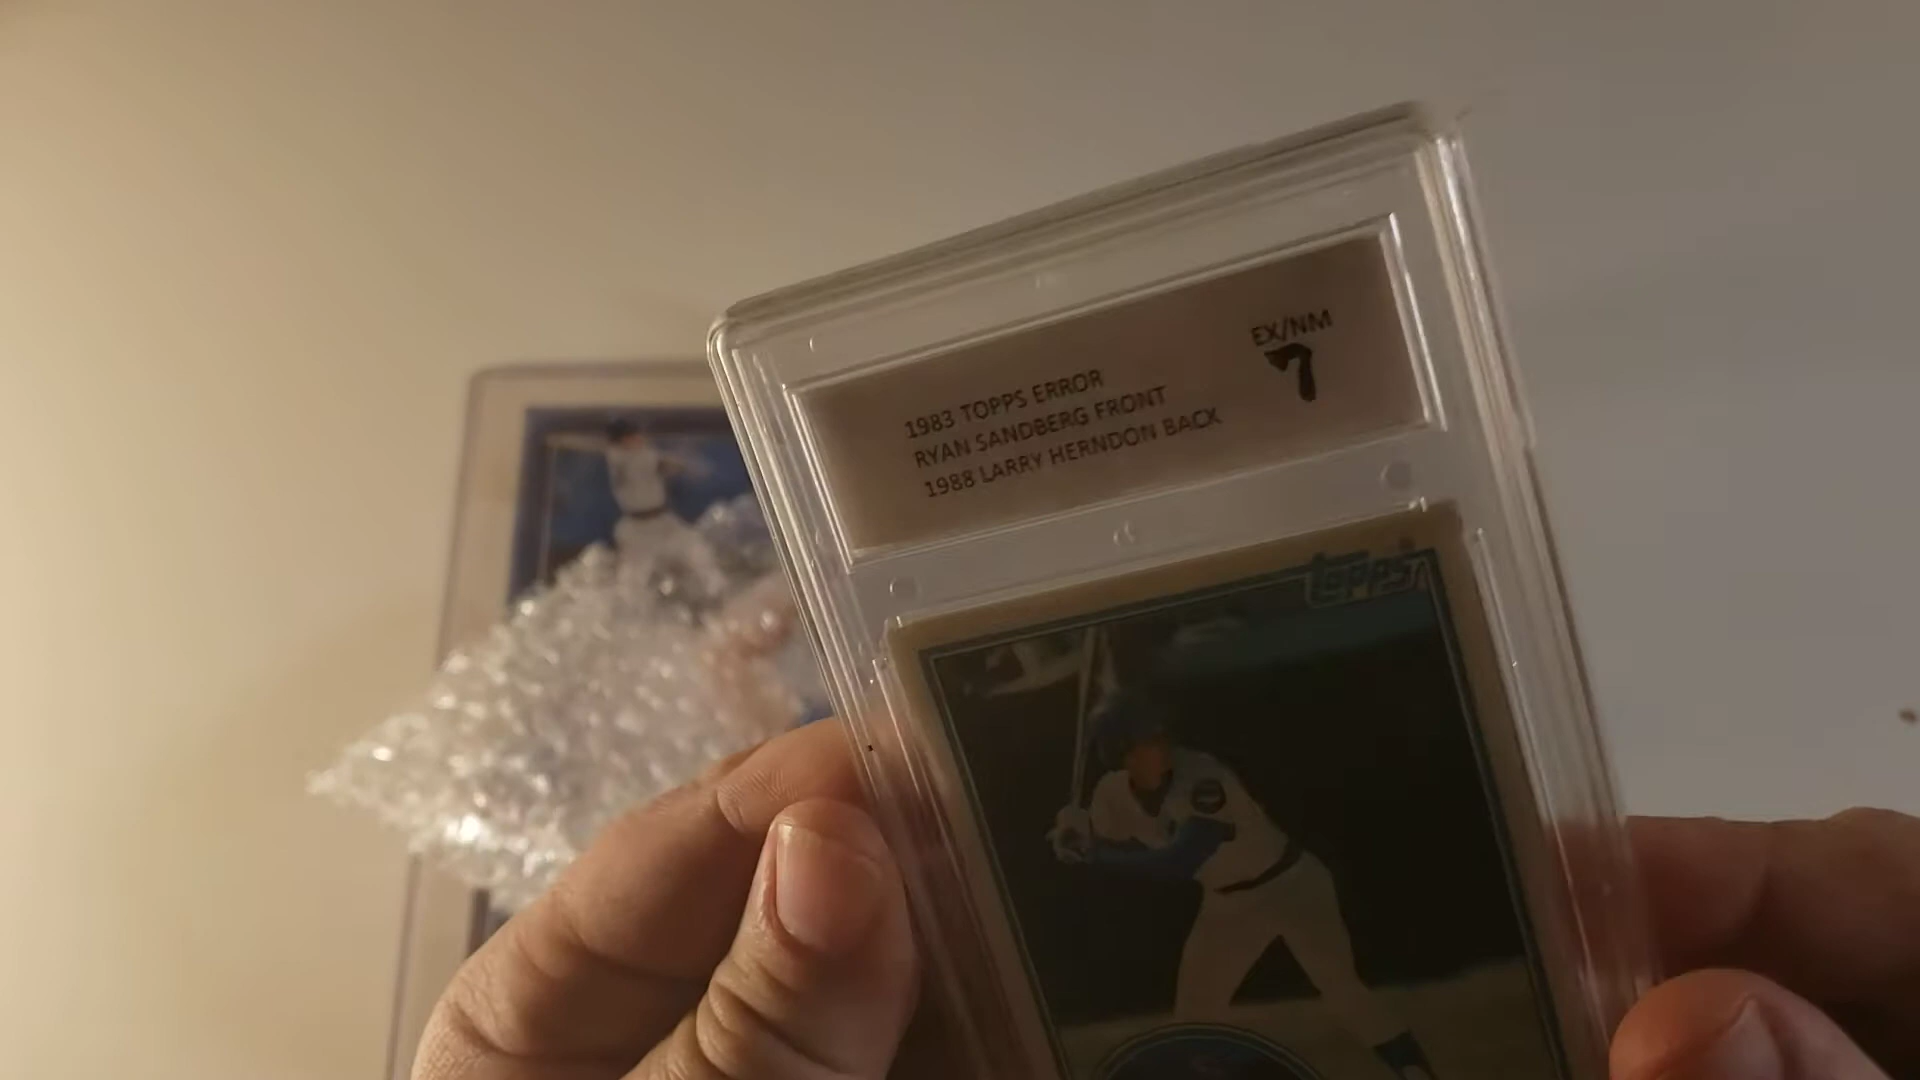 1983 TOPPS ERROR
RYAN SANDBERG FRONT
1988 LARRY HERNDON BACK
EX/NM
7
topps